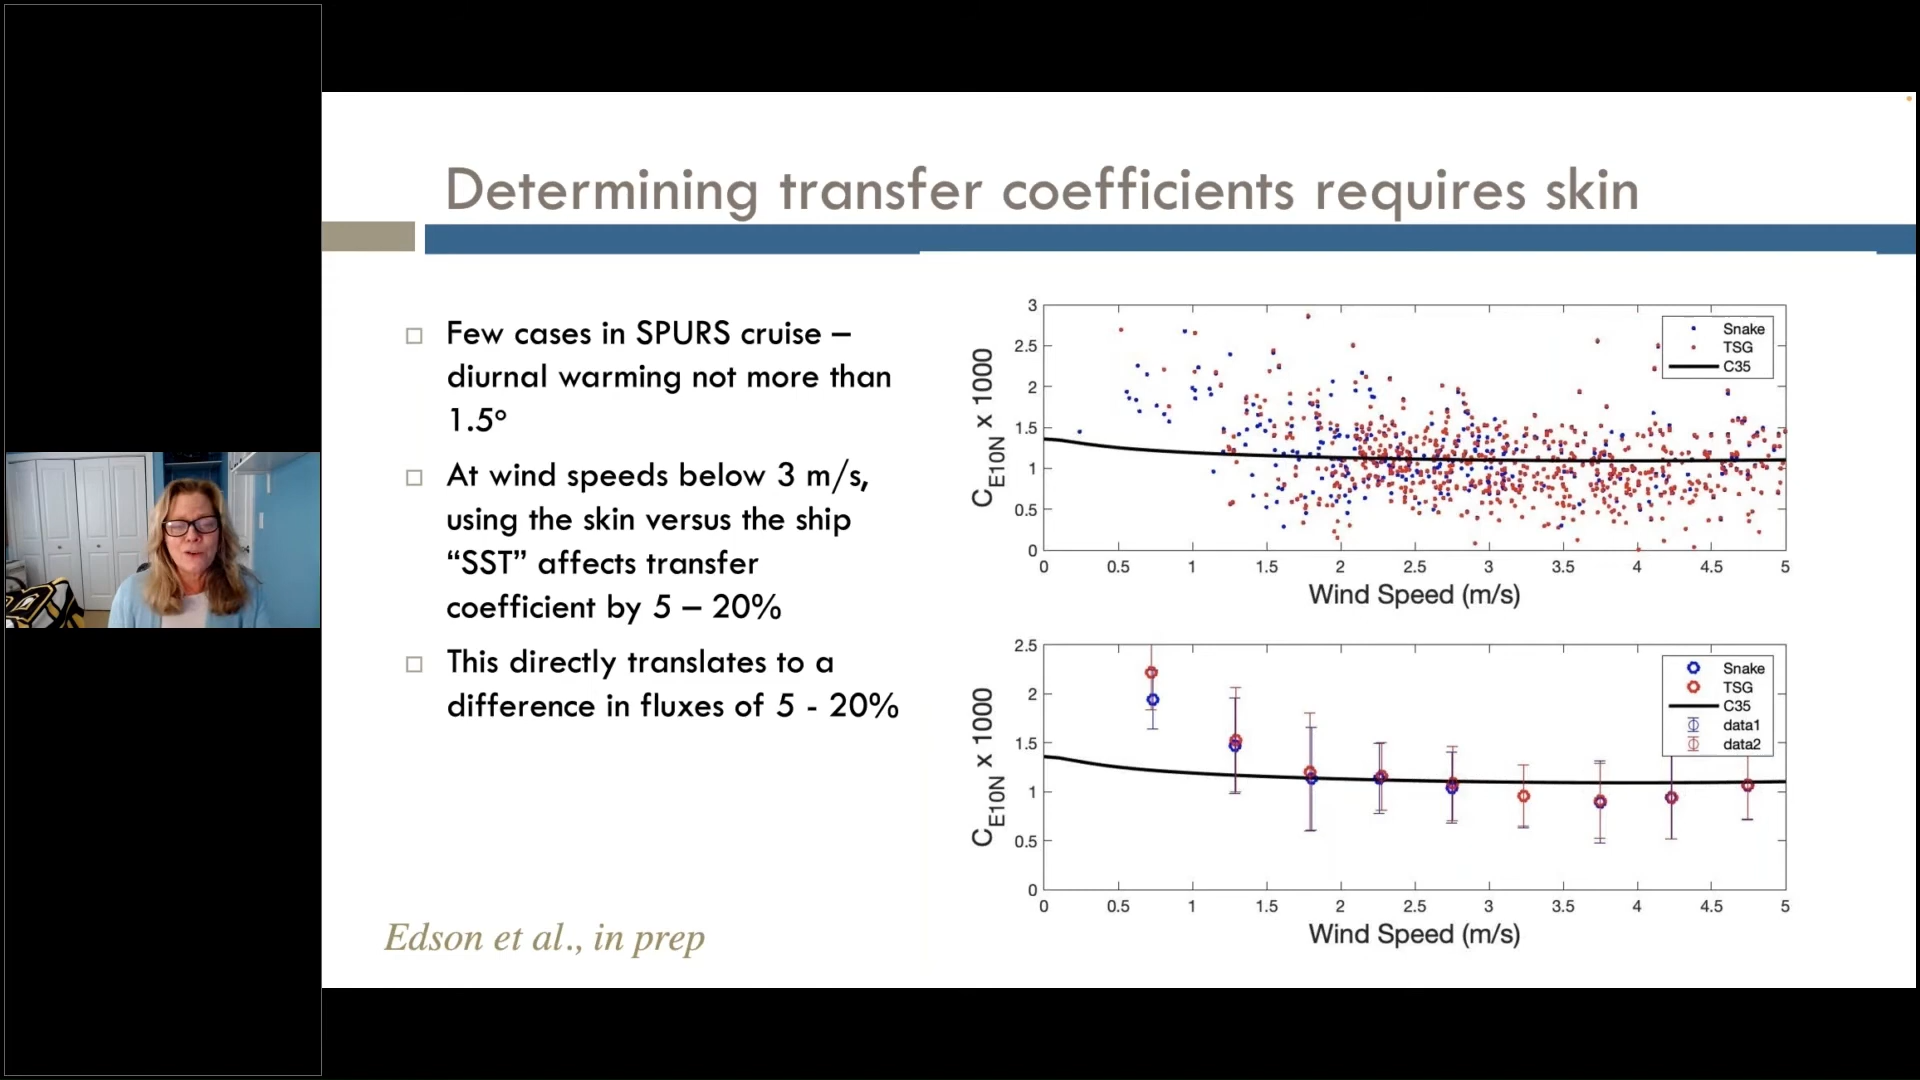 Determining transfer coefficients requires skin
Few cases in SPURS cruise –
diurnal warming not more than
1.5°
At wind speeds below 3 m/s,
using the skin versus the ship
“SST” affects transfer
coefficient by 5 – 20%
This directly translates to a
difference in fluxes of 5 - 20%
Edson et al., in prep
3
2.5
2
1.5
1
0.5
0
C_E10N x 1000
0 0.5 1 1.5 2 2.5 3 3.5 4 4.5 5
Wind Speed (m/s)
Snake
TSG
C35
2.5
2
1.5
1
0.5
0
C_E10N x 1000
0 0.5 1 1.5 2 2.5 3 3.5 4 4.5 5
Wind Speed (m/s)
Snake
TSG
C35
data1
data2